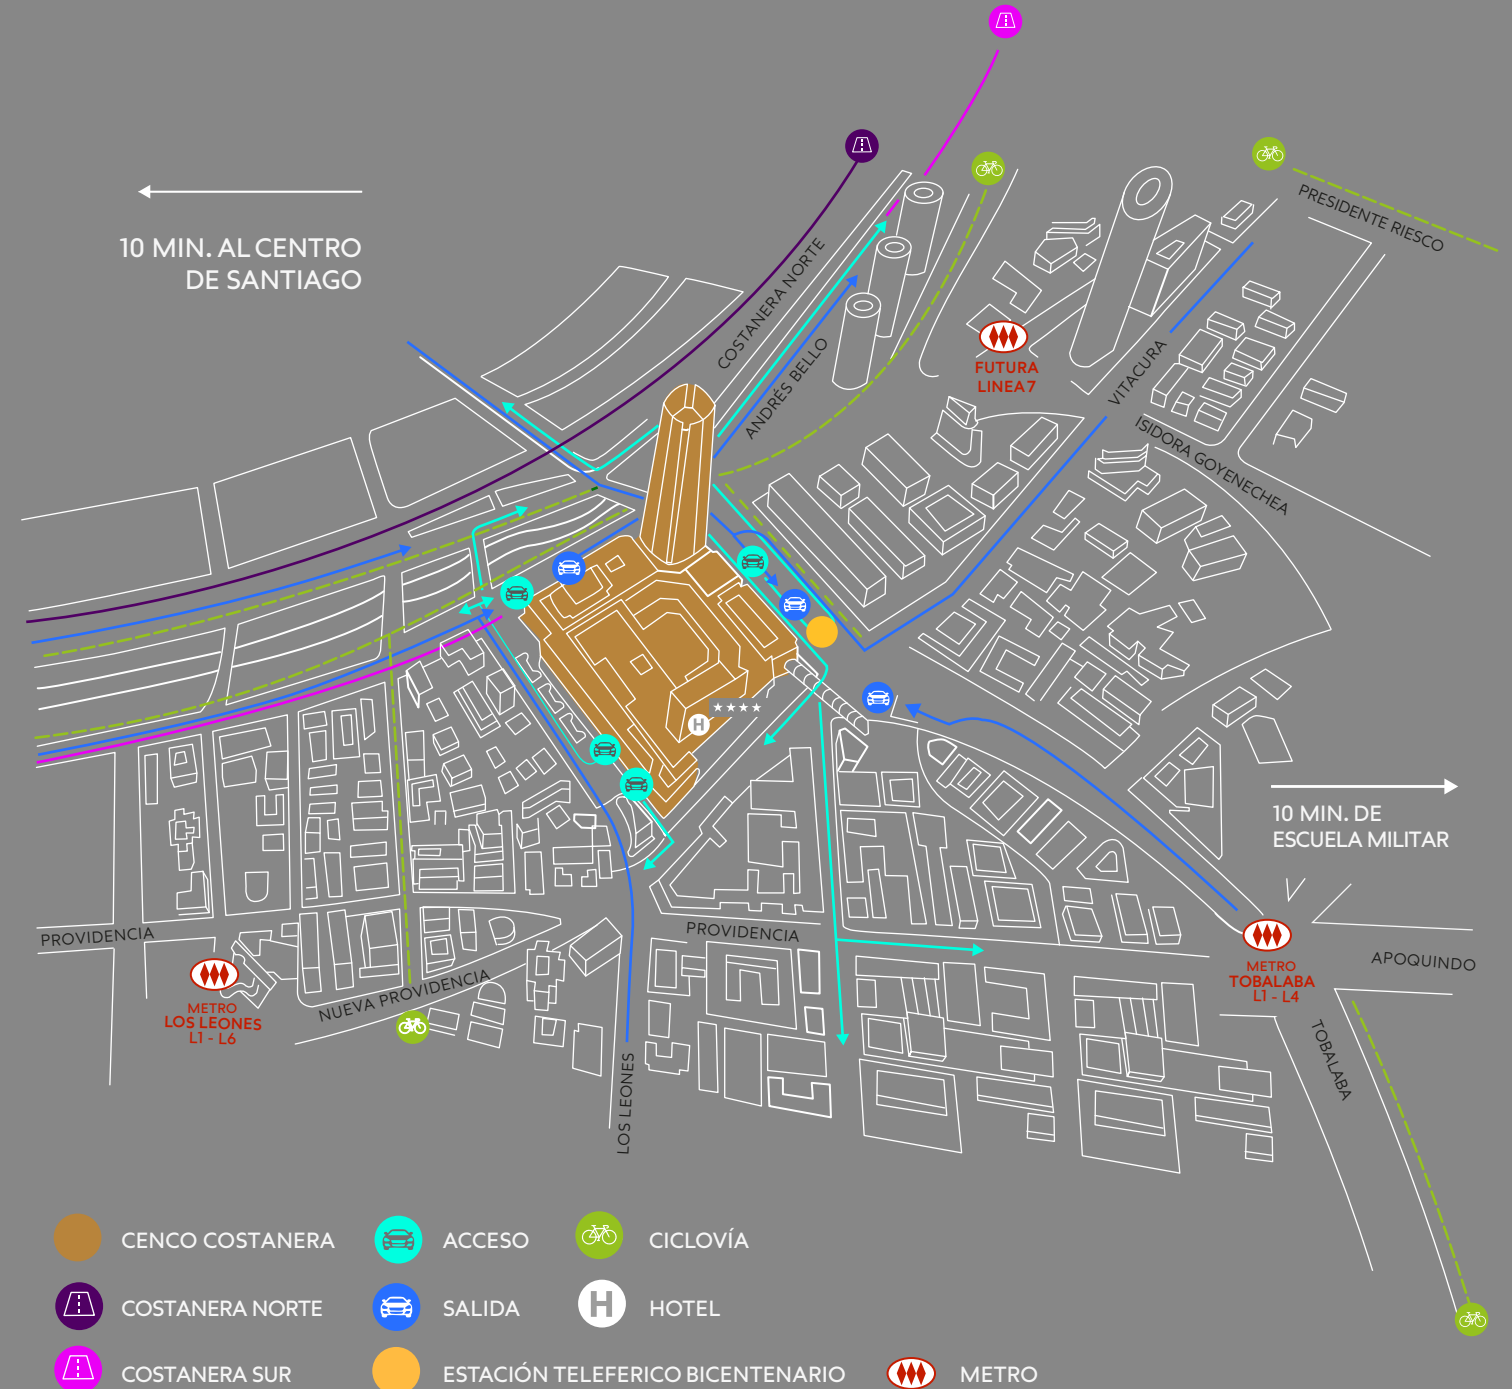 10 MIN. AL CENTRO
DE SANTIAGO
COSTANERA NORTE
ANDRÉS BELLO
PRESIDENTE RIESCO
FUTURA
LINEA 7
VITACURA
ISIDORA GOYENECHEA
H
10 MIN. DE
ESCUELA MILITAR
PROVIDENCIA
PROVIDENCIA
METRO
LOS LEONES
L1 - L6
NUEVA PROVIDENCIA
LOS LEONES
METRO
TOBALABA
L1 - L4
APOQUINDO
TOBALABA
CENCO COSTANERA
ACCESO
CICLOVÍA
COSTANERA NORTE
SALIDA
H
HOTEL
COSTANERA SUR
ESTACIÓN TELEFERICO BICENTENARIO
METRO